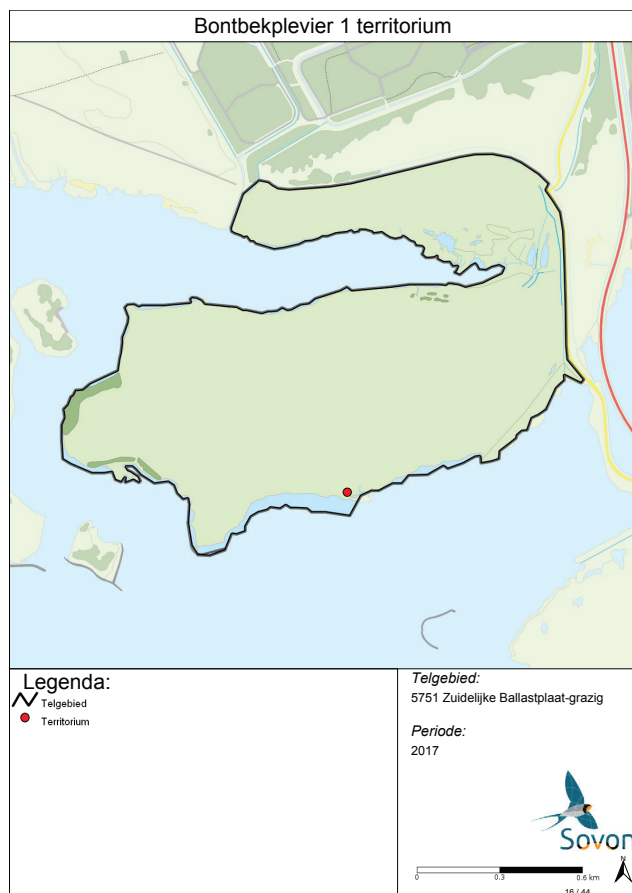 Bontbekplevier 1 territorium
Legenda:
Telgebied
Territorium
Telgebied:
5751 Zuidelijke Ballastplaat-grazig
Periode:
2017
Sovon
N
0 0.3 0.6 km
16 / 44